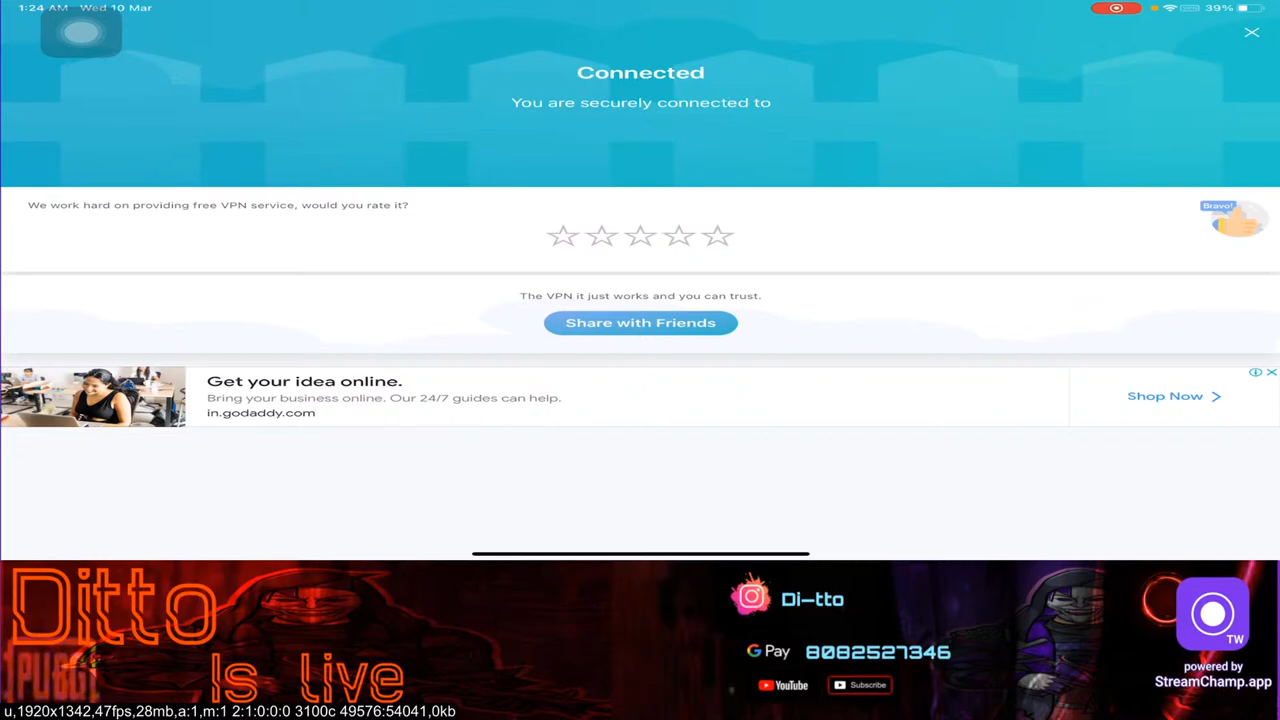 1:24 AM Wed 10 Mar
39%
Connected
You are securely connected to
We work hard on providing free VPN service, would you rate it?
Bravo!
The VPN it just works and you can trust.
Share with Friends
Get your idea online.
Bring your business online. Our 24/7 guides can help.
in.godaddy.com
Shop Now
Ditto
Is live
PUBG
Di-tto
G Pay 8082527346
YouTube Subscribe
TW
powered by
StreamChamp.app
u,1920x1342,47fps,28mb,a:1,m:1 2:1:0:0:0 3100c 49576:54041,0kb